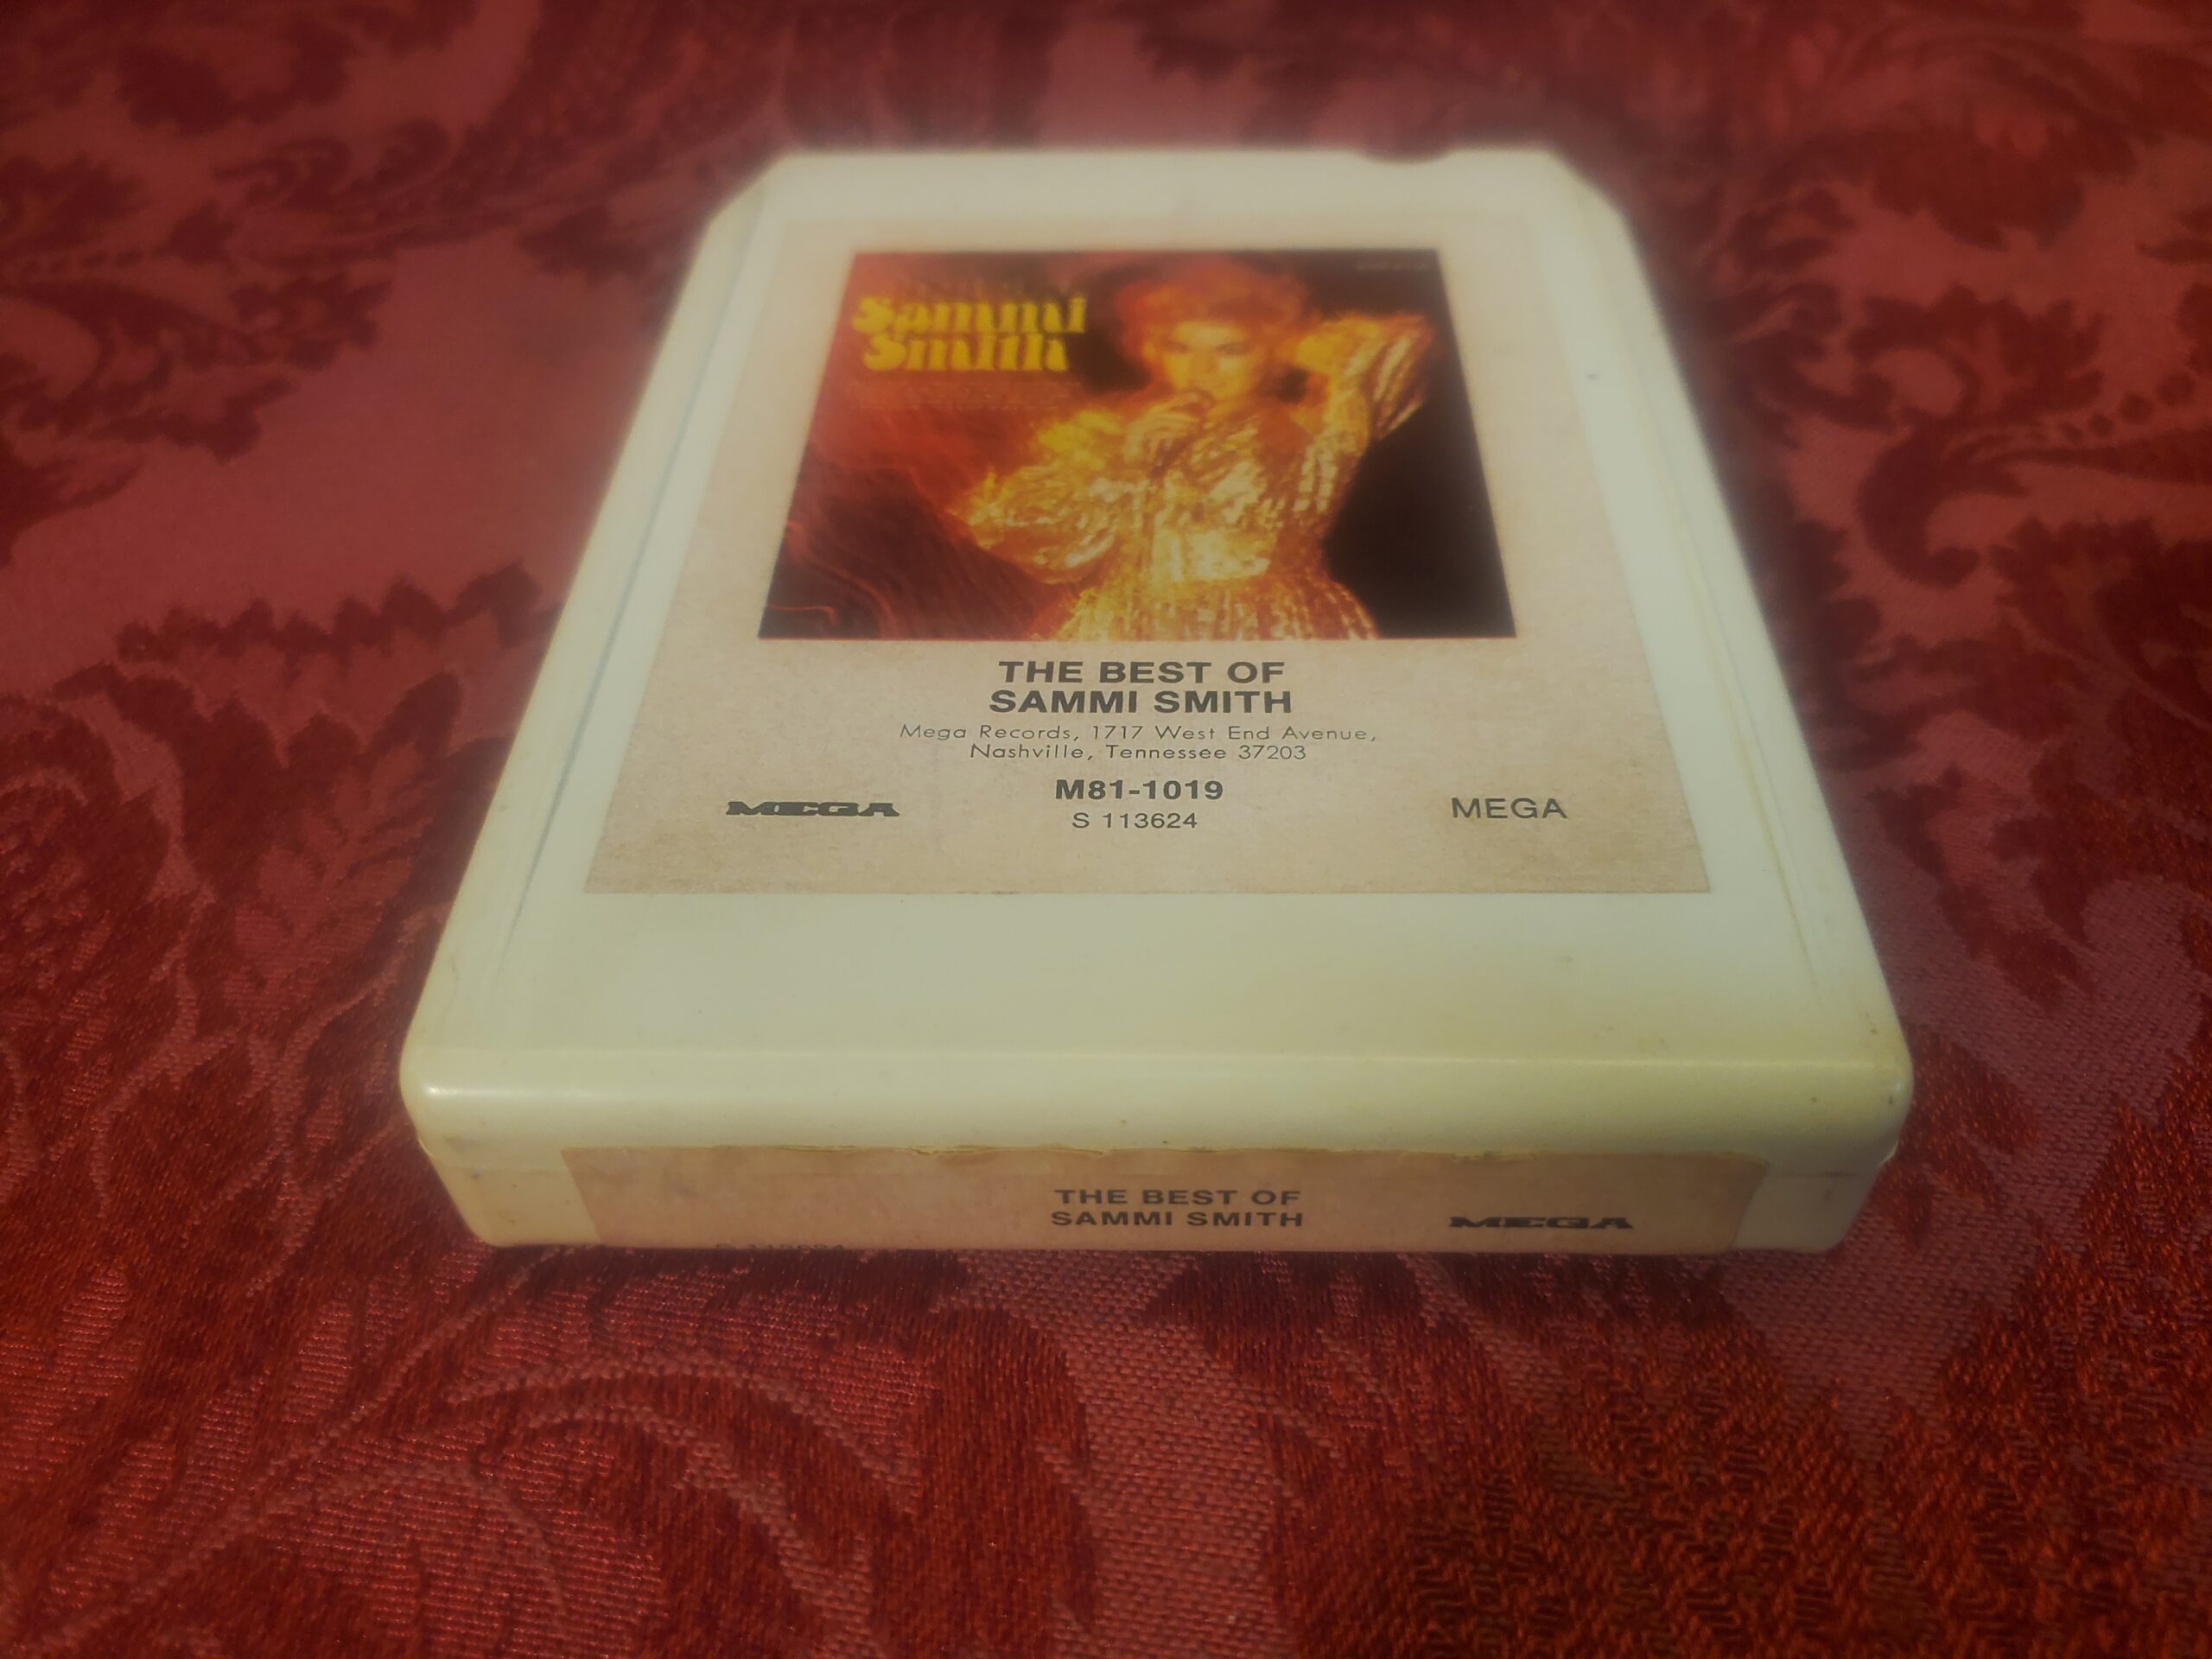 Sammi
Smith
THE BEST OF
SAMMI SMITH
Mega Records, 1717 West End Avenue,
Nashville, Tennessee 37203
M81-1019
S 113624
MEGA
MEGA
THE BEST OF
SAMMI SMITH
MEGA